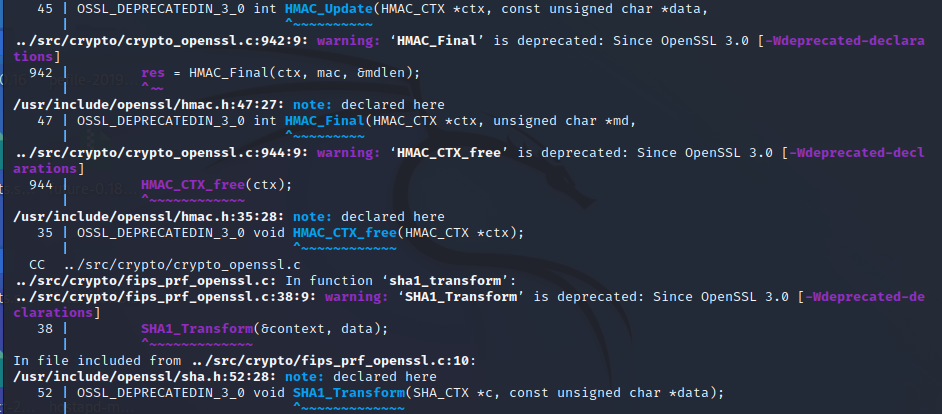 45 | OSSL_DEPRECATEDIN_3_0 int HMAC_Update(HMAC_CTX *ctx, const unsigned char *data,
| ^~~~~~~~~~~
../src/crypto/crypto_openssl.c:942:9: warning: ‘HMAC_Final’ is deprecated: Since OpenSSL 3.0 [-Wdeprecated-declara
tions]
942 | res = HMAC_Final(ctx, mac, &mdlen);
| ^~~
/usr/include/openssl/hmac.h:47:27: note: declared here
47 | OSSL_DEPRECATEDIN_3_0 int HMAC_Final(HMAC_CTX *ctx, unsigned char *md,
| ^~~~~~~~~~
../src/crypto/crypto_openssl.c:944:9: warning: ‘HMAC_CTX_free’ is deprecated: Since OpenSSL 3.0 [-Wdeprecated-decl
arations]
944 | HMAC_CTX_free(ctx);
| ^~~~~~~~~~~~~
/usr/include/openssl/hmac.h:35:28: note: declared here
35 | OSSL_DEPRECATEDIN_3_0 void HMAC_CTX_free(HMAC_CTX *ctx);
| ^~~~~~~~~~~~~
CC ../src/crypto/crypto_openssl.c
../src/crypto/fips_prf_openssl.c: In function ‘sha1_transform’:
../src/crypto/fips_prf_openssl.c:38:9: warning: ‘SHA1_Transform’ is deprecated: Since OpenSSL 3.0 [-Wdeprecated-de
clarations]
38 | SHA1_Transform(&context, data);
| ^~~~~~~~~~~~~~
In file included from ../src/crypto/fips_prf_openssl.c:10:
/usr/include/openssl/sha.h:52:28: note: declared here
52 | OSSL_DEPRECATEDIN_3_0 void SHA1_Transform(SHA_CTX *c, const unsigned char *data);
| ^~~~~~~~~~~~~~